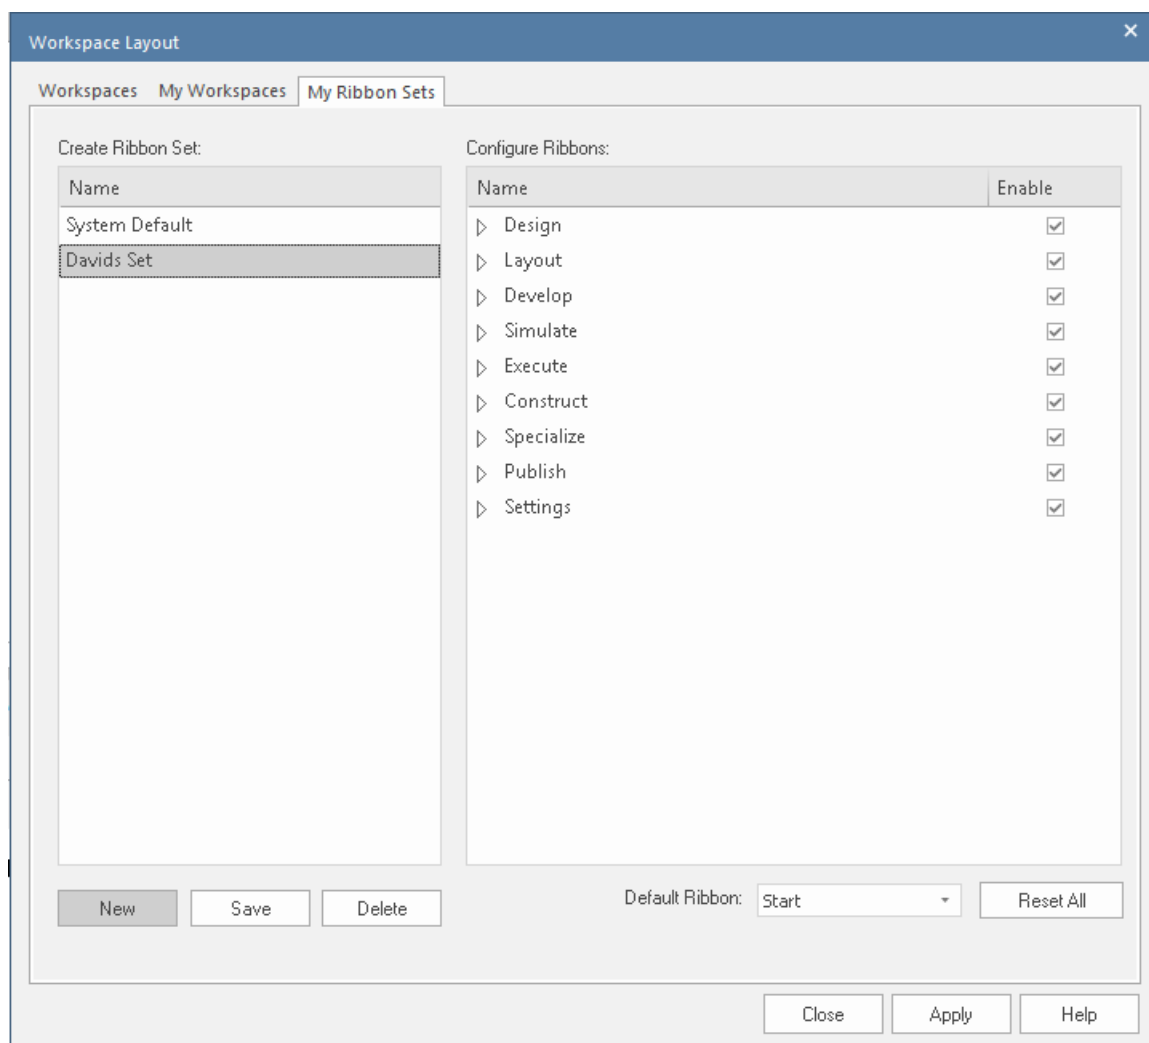 Workspace Layout
Workspaces My Workspaces My Ribbon Sets
Create Ribbon Set:
Name
System Default
Davids Set
Configure Ribbons:
Name Enable
Design
Layout
Develop
Simulate
Execute
Construct
Specialize
Publish
Settings
New Save Delete
Default Ribbon: Start Reset All
Close Apply Help